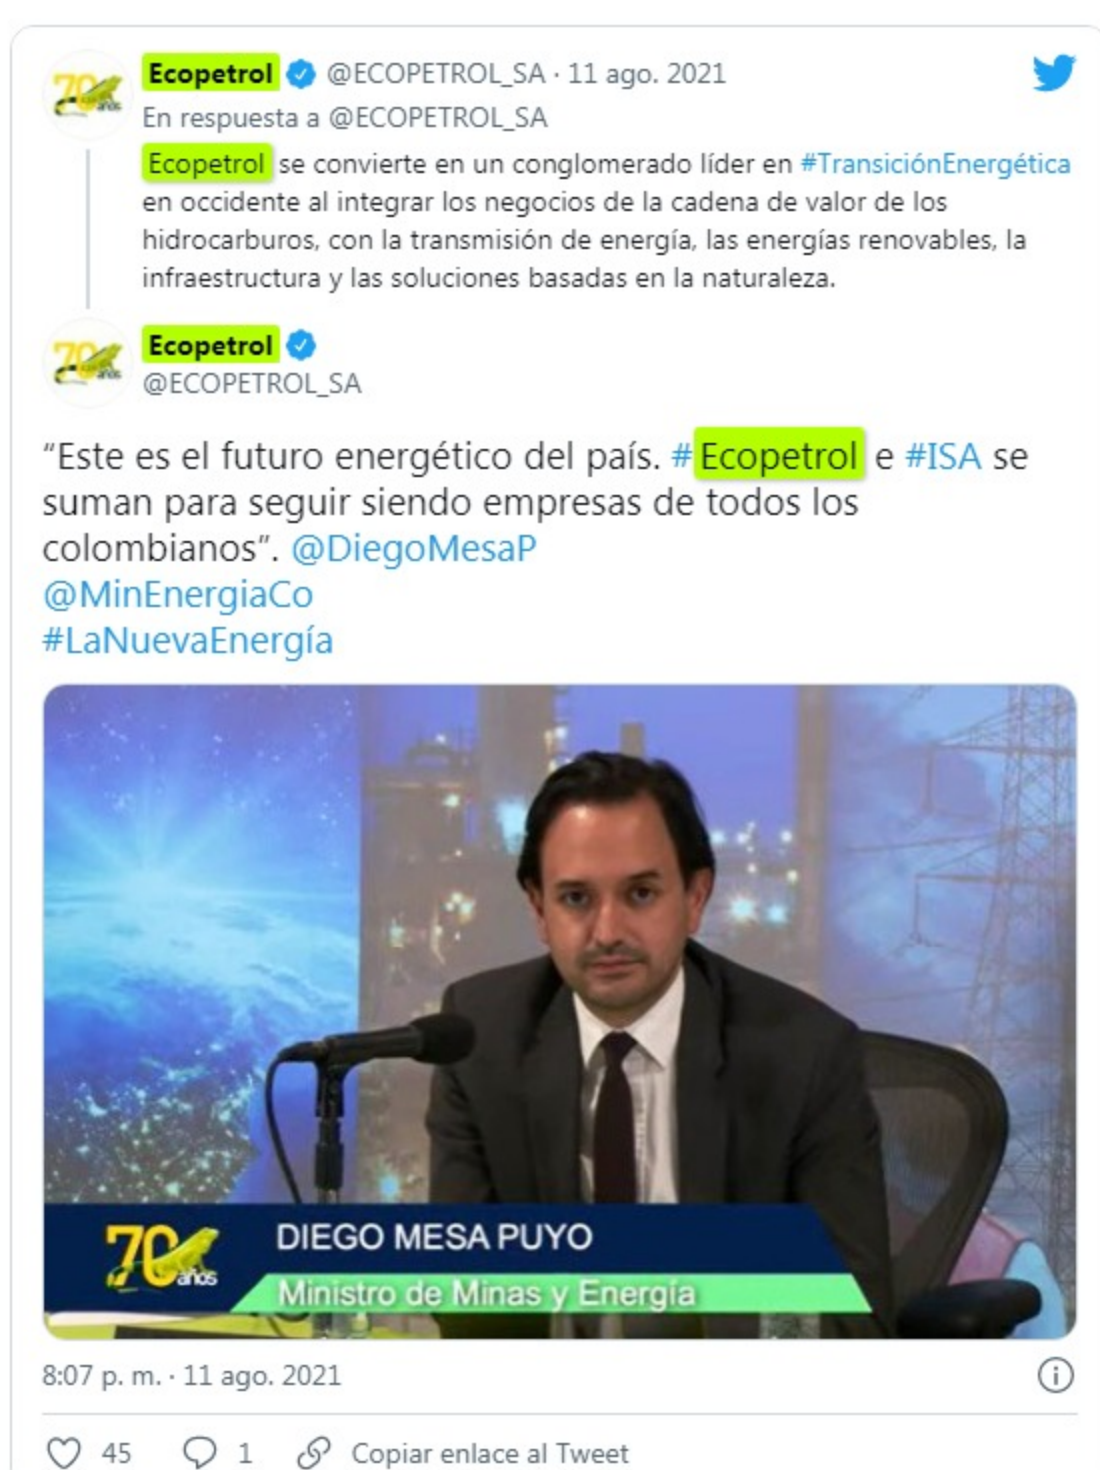 Ecopetrol @ECOPETROL_SA · 11 ago. 2021
En respuesta a @ECOPETROL_SA
Ecopetrol se convierte en un conglomerado líder en #TransiciónEnergética
en occidente al integrar los negocios de la cadena de valor de los
hidrocarburos, con la transmisión de energía, las energías renovables, la
infraestructura y las soluciones basadas en la naturaleza.
Ecopetrol
@ECOPETROL_SA
“Este es el futuro energético del país. #Ecopetrol e #ISA se
suman para seguir siendo empresas de todos los
colombianos”. @DiegoMesaP
@MinEnergiaCo
#LaNuevaEnergía
70 años
DIEGO MESA PUYO
Ministro de Minas y Energía
8:07 p. m. · 11 ago. 2021
45 1 Copiar enlace al Tweet